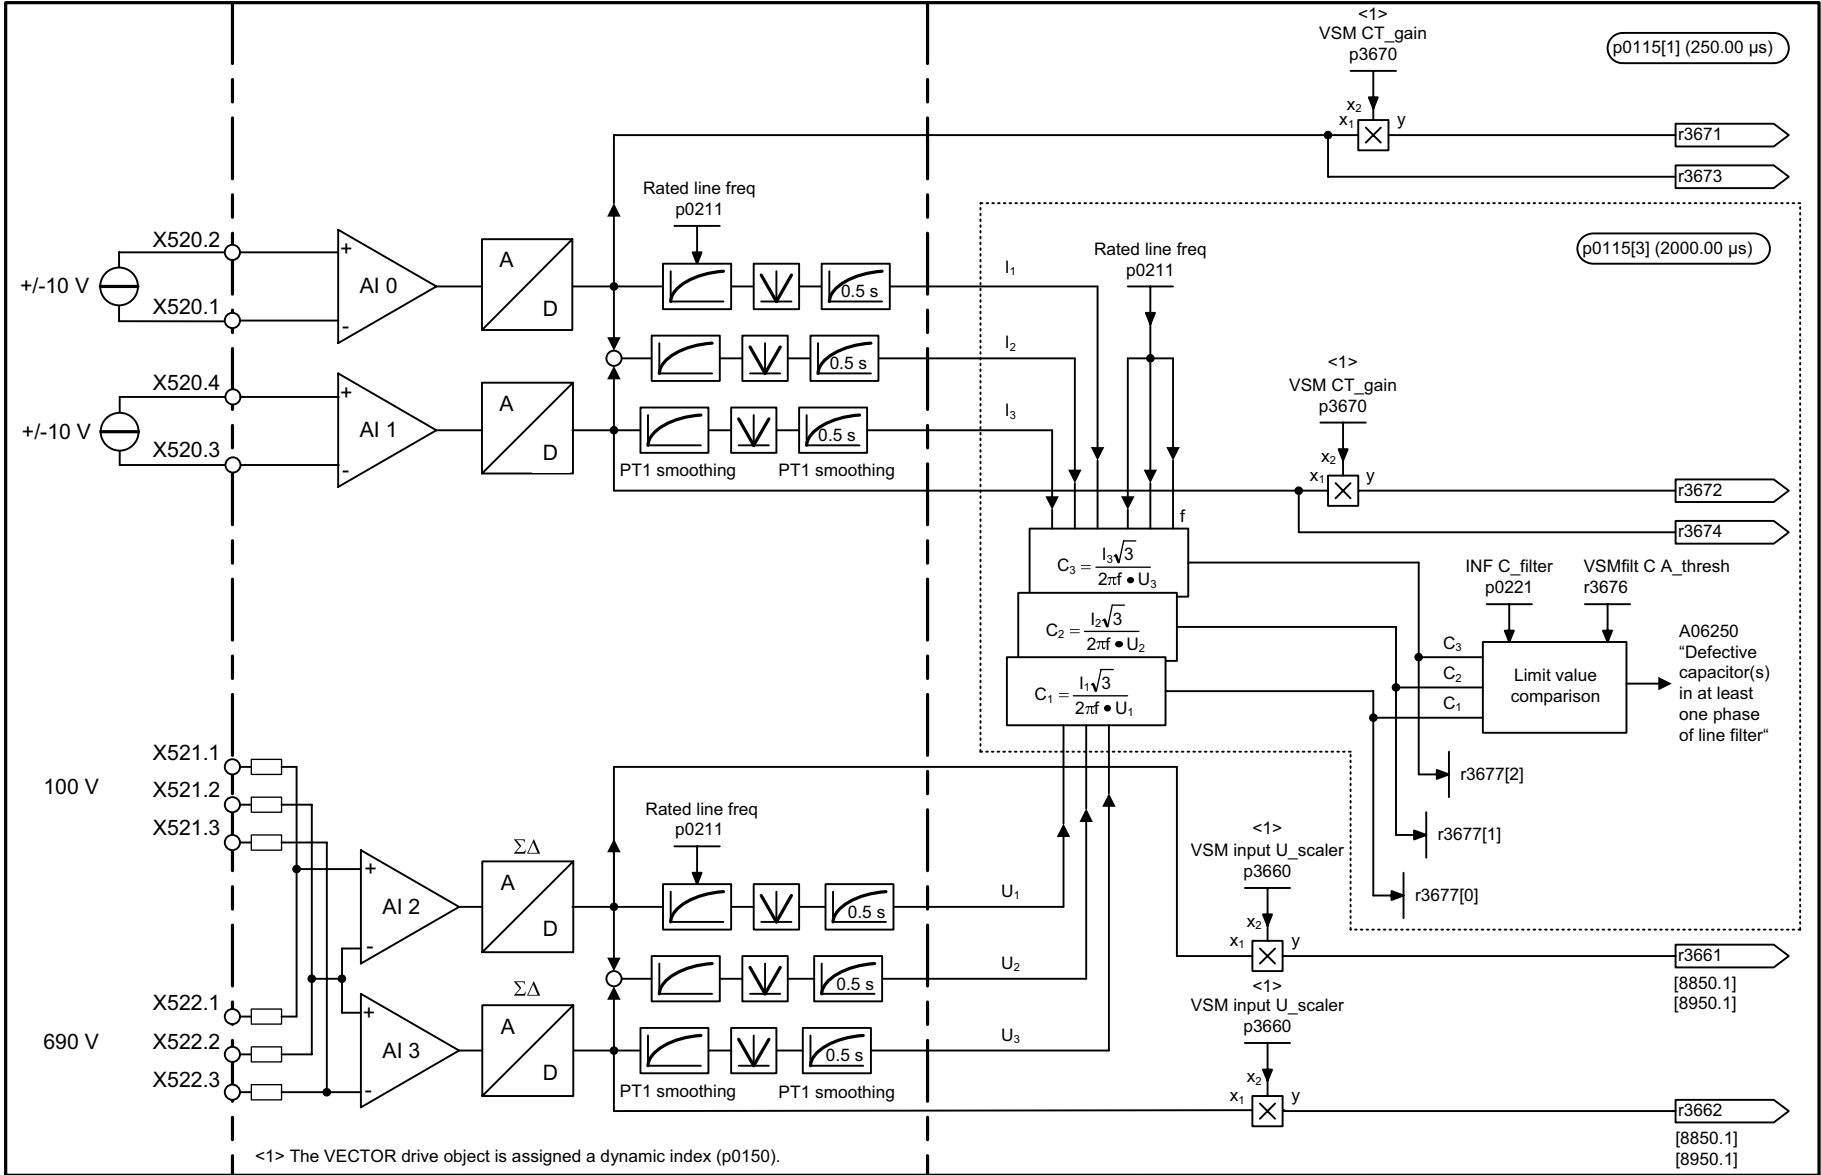 <1>
VSM CT_gain
p3670
p0115[1] (250.00 µs)
x2
x1
y
r3671
r3673
Rated line freq
p0211
p0115[3] (2000.00 µs)
X520.2
+/-10 V
X520.1
+
-
AI 0
A
D
0.5 s
I1
Rated line freq
p0211
0.5 s
I2
X520.4
+/-10 V
X520.3
+
-
AI 1
A
D
0.5 s
PT1 smoothing
PT1 smoothing
I3
<1>
VSM CT_gain
p3670
x2
x1
y
r3672
r3674
f
C3 = I3√3 / 2πf • U3
C2 = I2√3 / 2πf • U2
C1 = I1√3 / 2πf • U1
INF C_filter
p0221
VSMfilt C A_thresh
r3676
C3
C2
C1
Limit value
comparison
A06250
“Defective
capacitor(s)
in at least
one phase
of line filter“
r3677[2]
r3677[1]
r3677[0]
100 V
X521.1
X521.2
X521.3
690 V
X522.1
X522.2
X522.3
+
-
AI 2
ΣΔ
A
D
Rated line freq
p0211
0.5 s
U1
0.5 s
U2
+
-
AI 3
ΣΔ
A
D
0.5 s
U3
PT1 smoothing
PT1 smoothing
<1>
VSM input U_scaler
p3660
x2
x1
y
r3661
[8850.1]
[8950.1]
<1>
VSM input U_scaler
p3660
x2
x1
y
r3662
[8850.1]
[8950.1]
<1> The VECTOR drive object is assigned a dynamic index (p0150).